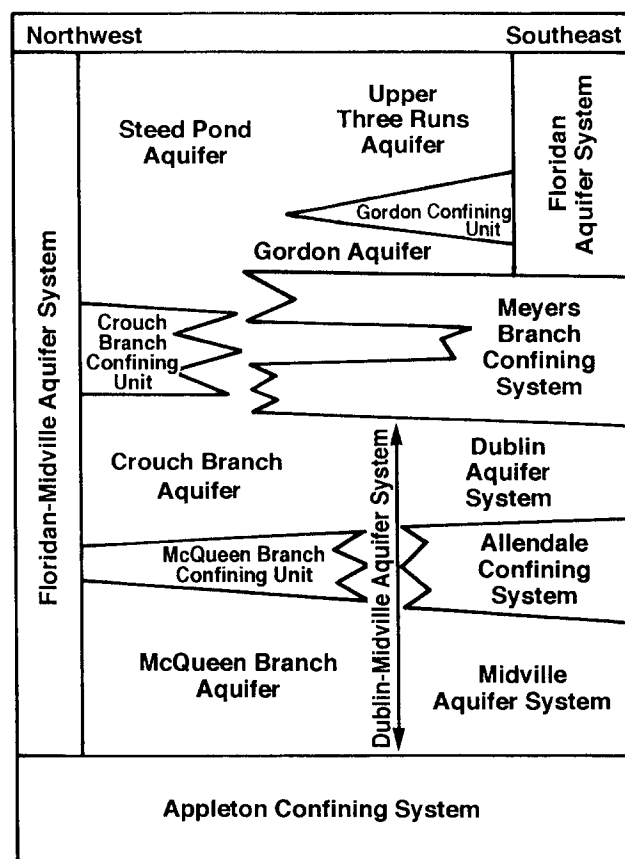 Northwest
Southeast
Steed Pond
Aquifer
Upper
Three Runs
Aquifer
Floridan
Aquifer System
Gordon Confining
Unit
Gordon Aquifer
Floridan-Midville Aquifer System
Crouch
Branch
Confining
Unit
Meyers
Branch
Confining
System
Crouch Branch
Aquifer
Dublin-Midville Aquifer System
Dublin
Aquifer
System
McQueen Branch
Confining Unit
Allendale
Confining
System
McQueen Branch
Aquifer
Midville
Aquifer System
Appleton Confining System